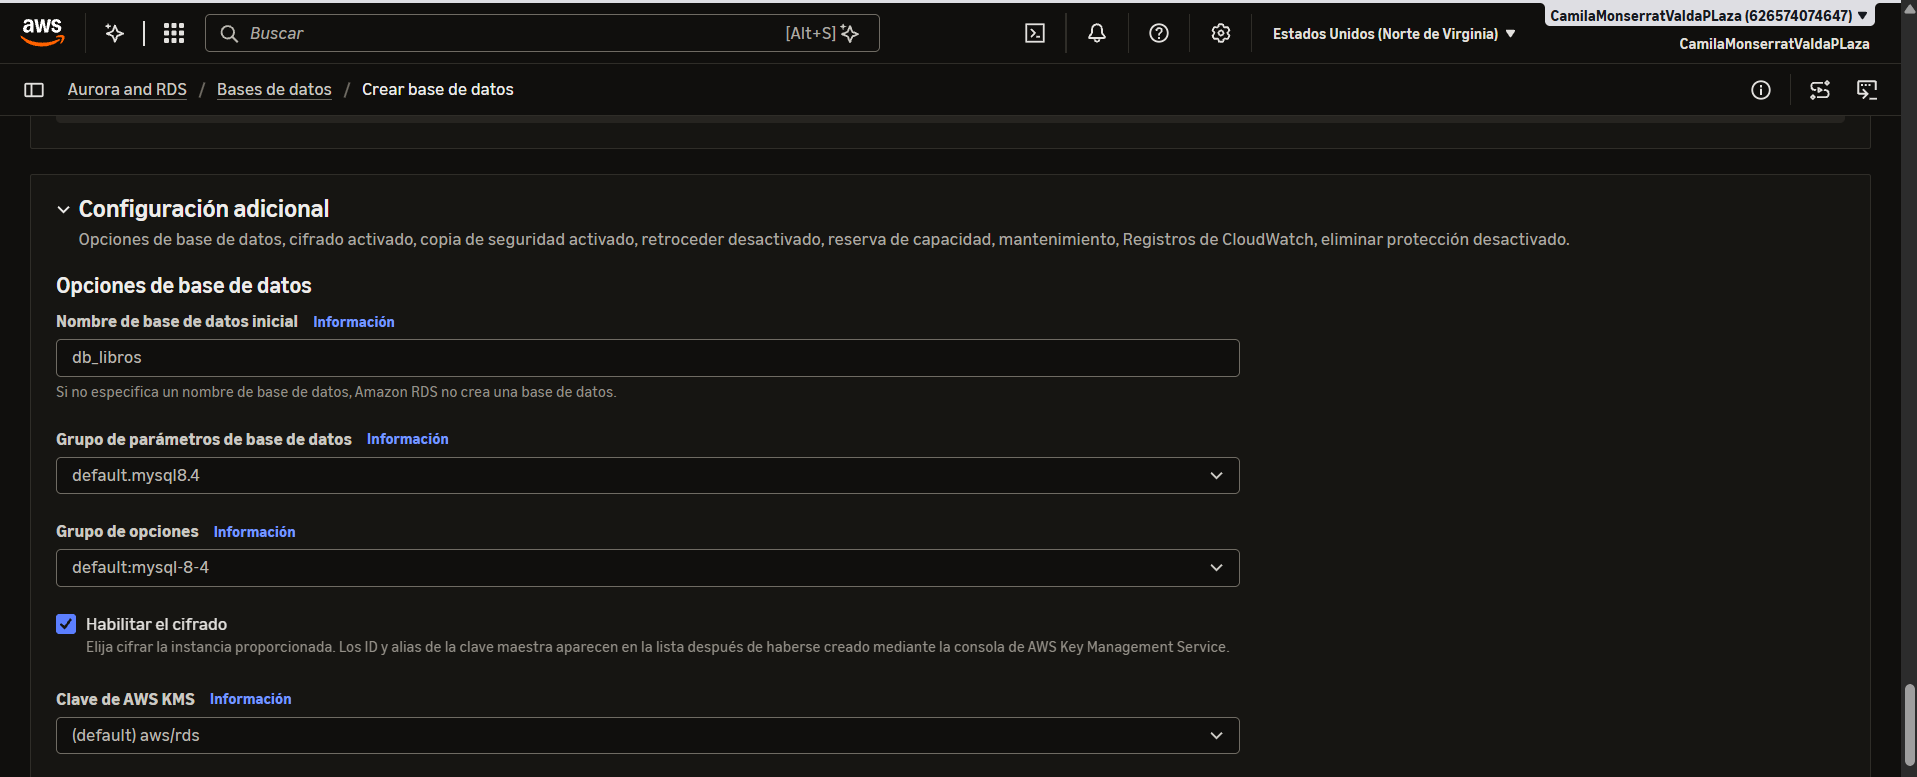 aws
Buscar
[Alt+S]
Estados Unidos (Norte de Virginia)
CamilaMonserratValdaPLaza (626574074647)
CamilaMonserratValdaPLaza
Aurora and RDS / Bases de datos / Crear base de datos
Configuración adicional
Opciones de base de datos, cifrado activado, copia de seguridad activado, retroceder desactivado, reserva de capacidad, mantenimiento, Registros de CloudWatch, eliminar protección desactivado.
Opciones de base de datos
Nombre de base de datos inicial Información
db_libros
Si no especifica un nombre de base de datos, Amazon RDS no crea una base de datos.
Grupo de parámetros de base de datos Información
default.mysql8.4
Grupo de opciones Información
default:mysql-8-4
Habilitar el cifrado
Elija cifrar la instancia proporcionada. Los ID y alias de la clave maestra aparecen en la lista después de haberse creado mediante la consola de AWS Key Management Service.
Clave de AWS KMS Información
(default) aws/rds